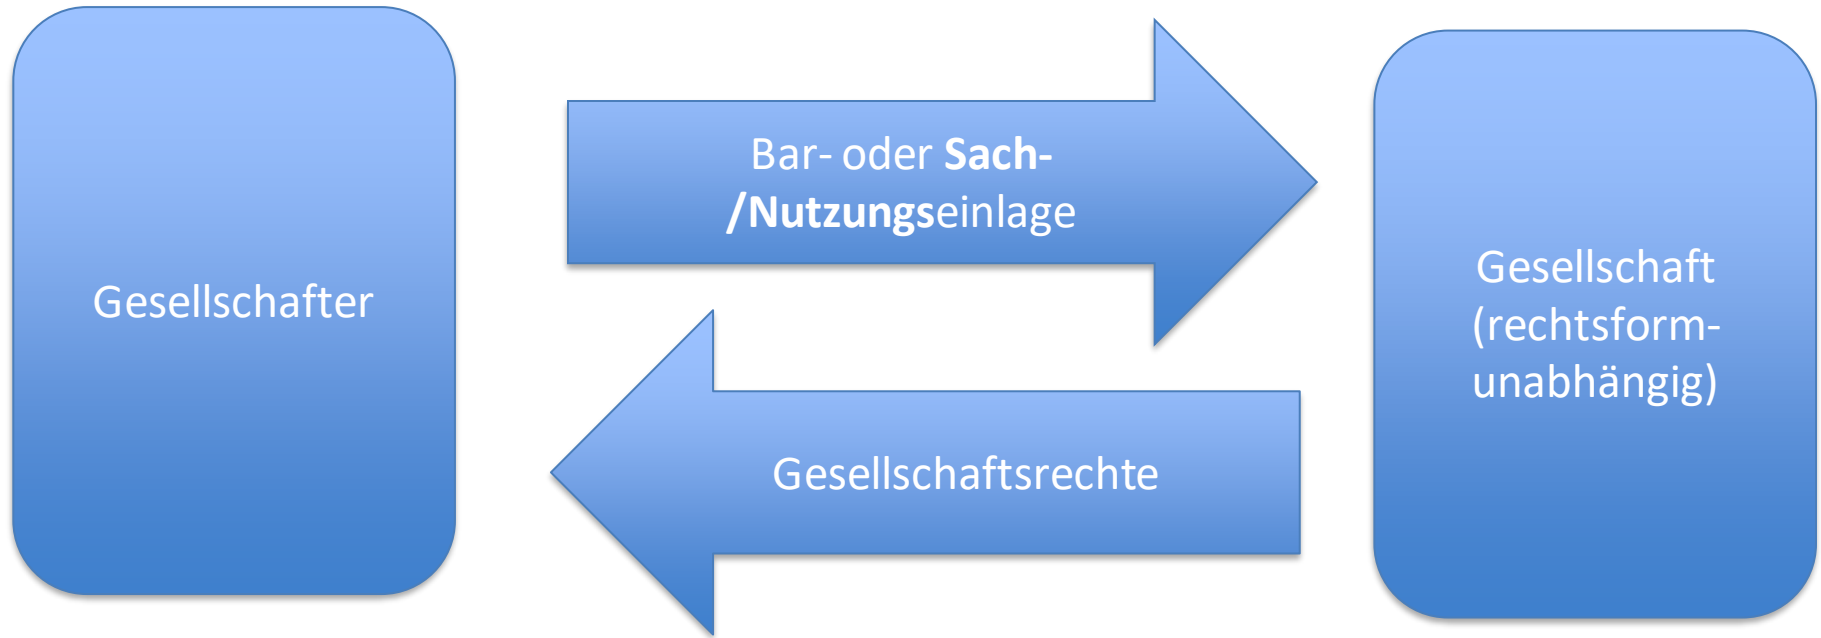 Gesellschafter
Bar- oder Sach-
/Nutzungseinlage
Gesellschaftsrechte
Gesellschaft
(rechtsform-
unabhängig)